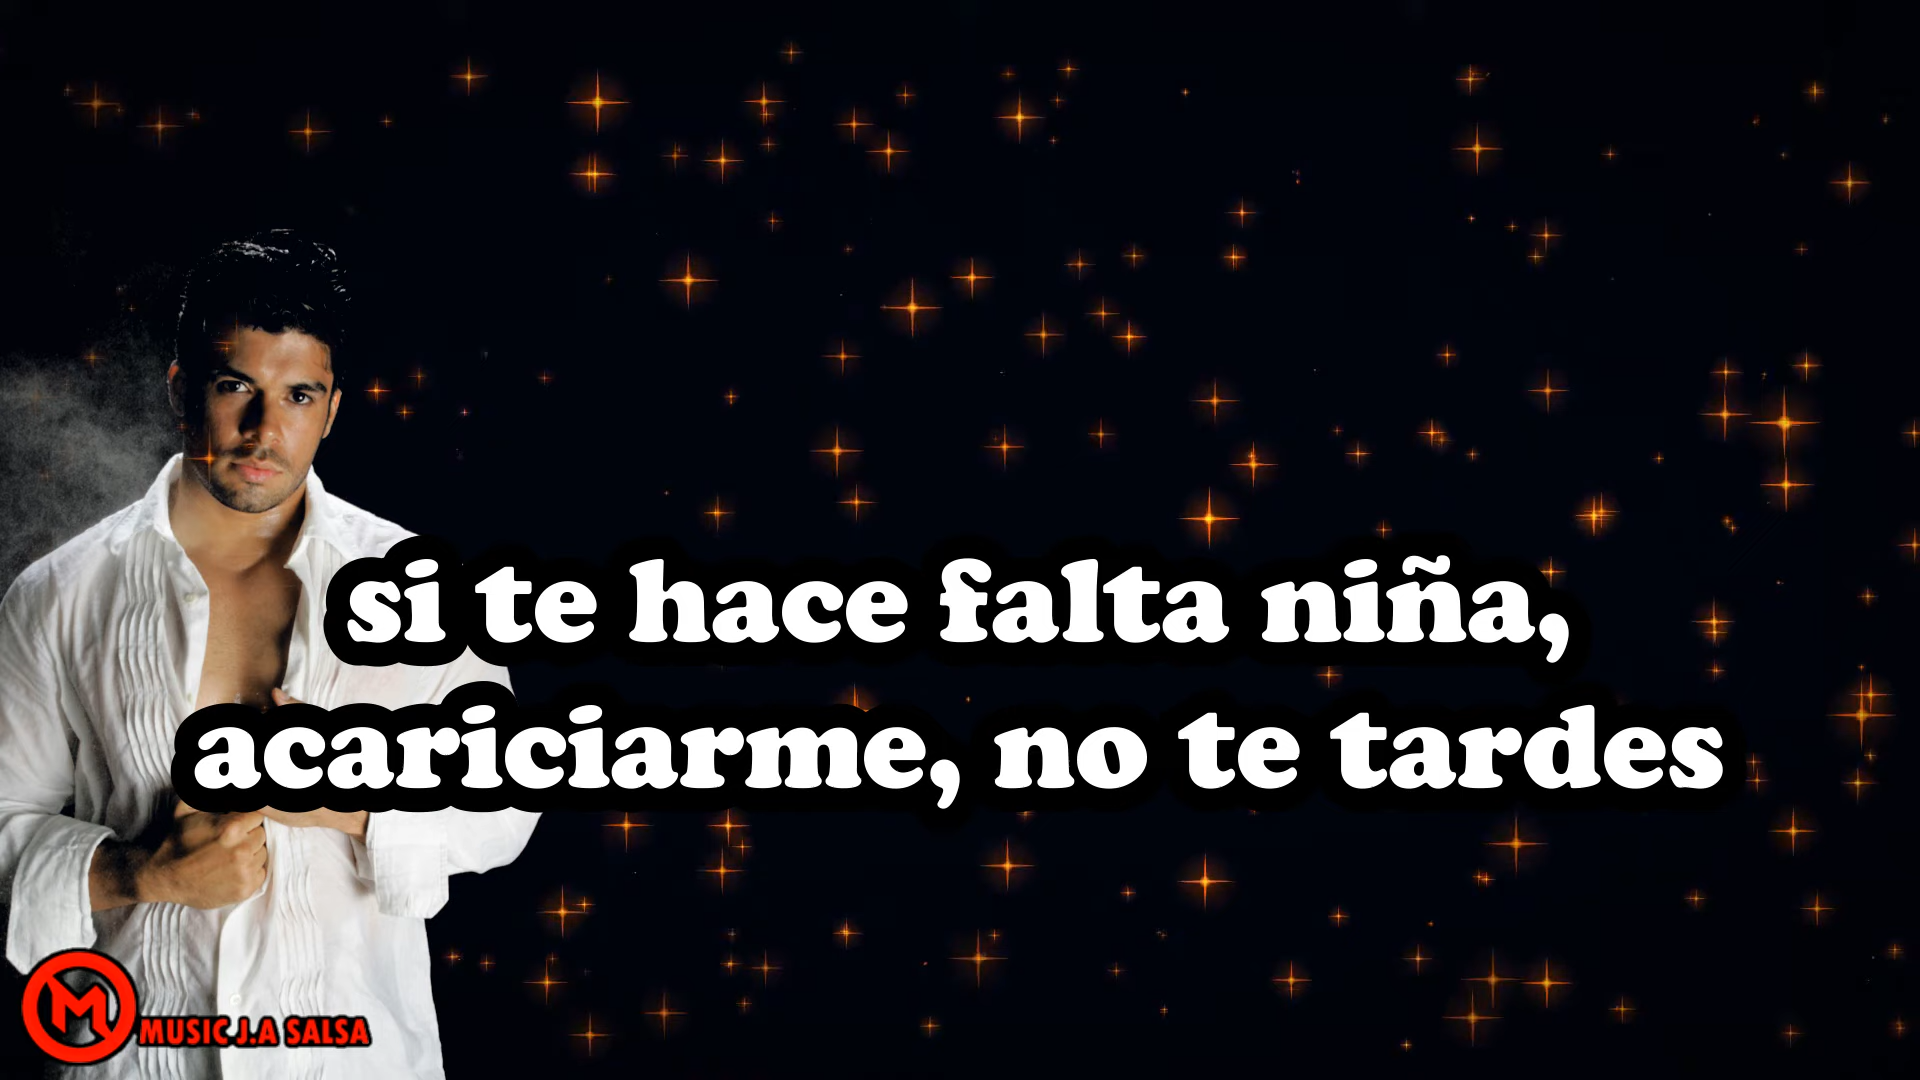 si te hace falta niña,
acariciarme, no te tardes
M MUSIC J.A SALSA